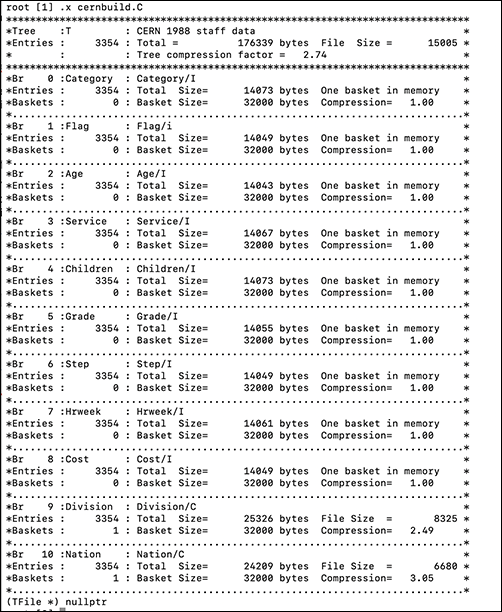 root [1] .x cernbuild.C
******************************************************************************
*Tree    :T         : CERN 1988 staff data                                   *
*Entries :     3354 : Total =          176339 bytes  File  Size =      15005 *
*        :          : Tree compression factor =   2.74                       *
******************************************************************************
*Br    0 :Category  : Category/I                                             *
*Entries :     3354 : Total  Size=      14073 bytes  One basket in memory    *
*Baskets :        0 : Basket Size=      32000 bytes  Compression=   1.00     *
*............................................................................*
*Br    1 :Flag      : Flag/i                                                 *
*Entries :     3354 : Total  Size=      14049 bytes  One basket in memory    *
*Baskets :        0 : Basket Size=      32000 bytes  Compression=   1.00     *
*............................................................................*
*Br    2 :Age       : Age/I                                                  *
*Entries :     3354 : Total  Size=      14043 bytes  One basket in memory    *
*Baskets :        0 : Basket Size=      32000 bytes  Compression=   1.00     *
*............................................................................*
*Br    3 :Service   : Service/I                                              *
*Entries :     3354 : Total  Size=      14067 bytes  One basket in memory    *
*Baskets :        0 : Basket Size=      32000 bytes  Compression=   1.00     *
*............................................................................*
*Br    4 :Children  : Children/I                                             *
*Entries :     3354 : Total  Size=      14073 bytes  One basket in memory    *
*Baskets :        0 : Basket Size=      32000 bytes  Compression=   1.00     *
*............................................................................*
*Br    5 :Grade     : Grade/I                                                *
*Entries :     3354 : Total  Size=      14055 bytes  One basket in memory    *
*Baskets :        0 : Basket Size=      32000 bytes  Compression=   1.00     *
*............................................................................*
*Br    6 :Step      : Step/I                                                 *
*Entries :     3354 : Total  Size=      14049 bytes  One basket in memory    *
*Baskets :        0 : Basket Size=      32000 bytes  Compression=   1.00     *
*............................................................................*
*Br    7 :Hrweek    : Hrweek/I                                               *
*Entries :     3354 : Total  Size=      14061 bytes  One basket in memory    *
*Baskets :        0 : Basket Size=      32000 bytes  Compression=   1.00     *
*............................................................................*
*Br    8 :Cost      : Cost/I                                                 *
*Entries :     3354 : Total  Size=      14049 bytes  One basket in memory    *
*Baskets :        0 : Basket Size=      32000 bytes  Compression=   1.00     *
*............................................................................*
*Br    9 :Division  : Division/C                                             *
*Entries :     3354 : Total  Size=      25326 bytes  File Size  =       8325 *
*Baskets :        1 : Basket Size=      32000 bytes  Compression=   2.49     *
*............................................................................*
*Br   10 :Nation    : Nation/C                                               *
*Entries :     3354 : Total  Size=      24209 bytes  File Size  =       6680 *
*Baskets :        1 : Basket Size=      32000 bytes  Compression=   3.05     *
*............................................................................*
(TFile *) nullptr